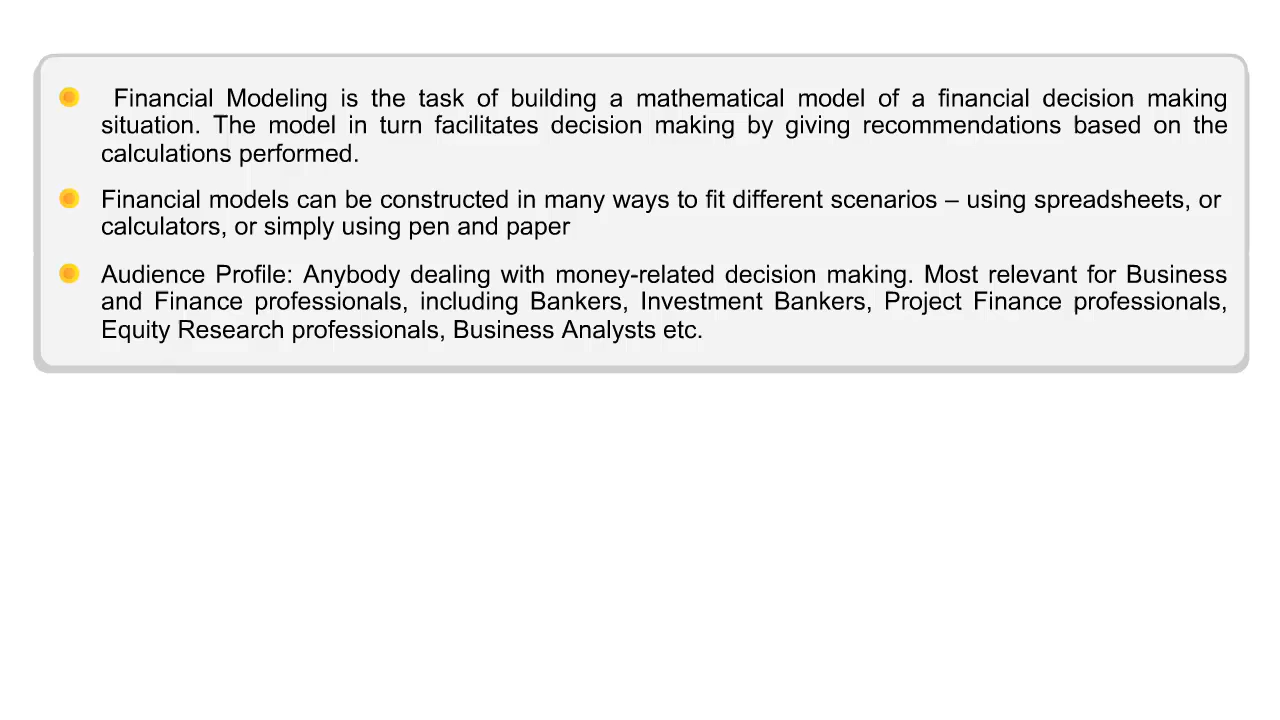 Financial Modeling is the task of building a mathematical model of a financial decision making
situation. The model in turn facilitates decision making by giving recommendations based on the
calculations performed.
Financial models can be constructed in many ways to fit different scenarios – using spreadsheets, or
calculators, or simply using pen and paper
Audience Profile: Anybody dealing with money-related decision making. Most relevant for Business
and Finance professionals, including Bankers, Investment Bankers, Project Finance professionals,
Equity Research professionals, Business Analysts etc.